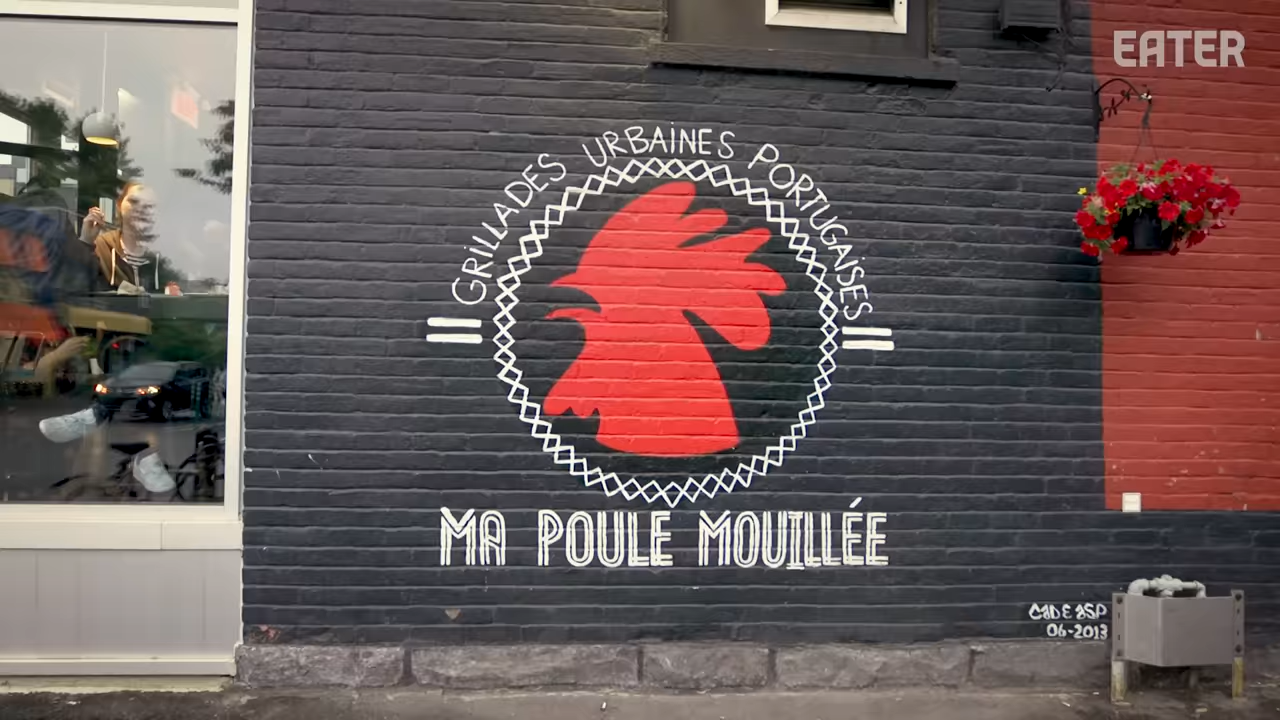 EATER
GRILLADES URBAINES PORTUGAISES
MA POULE MOUILLÉE
06-2013